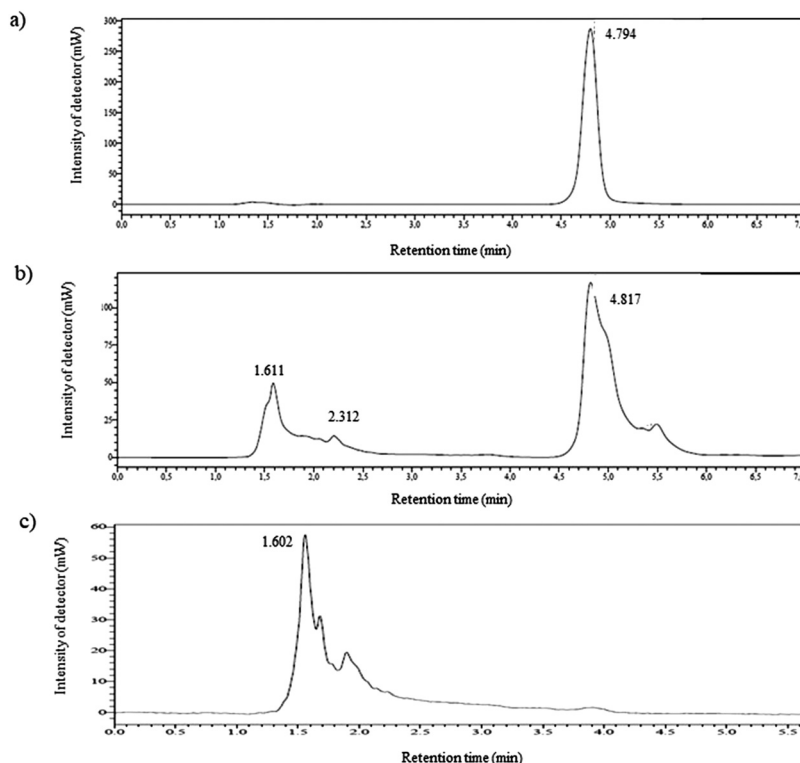 a)
Intensity of detector (mW)
300
250
200
150
100
50
0
4.794
0,0 0,5 1,0 1,5 2,0 2,5 3,0 3,5 4,0 4,5 5,0 5,5 6,0 6,5
Retention time (min)
b)
Intensity of detector (mW)
100
75
50
25
0
1.611
2.312
4.817
0,0 0,5 1,0 1,5 2,0 2,5 3,0 3,5 4,0 4,5 5,0 5,5 6,0 6,5
Retention time (min)
c)
Intensity of detector (mW)
60
50
40
30
20
10
0
1.602
0.0 0.5 1.0 1.5 2.0 2.5 3.0 3.5 4.0 4.5 5.0 5.5
Retention time (min)